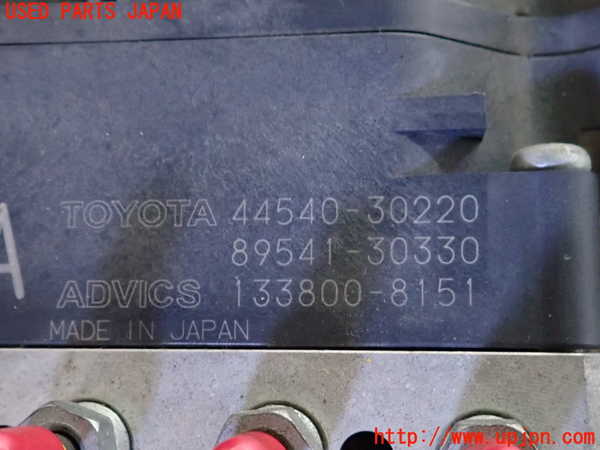 USED PARTS JAPAN
A
TOYOTA 44540-30220
89541-30330
ADVICS 133800-8151
MADE IN JAPAN
http://www.upjpn.com